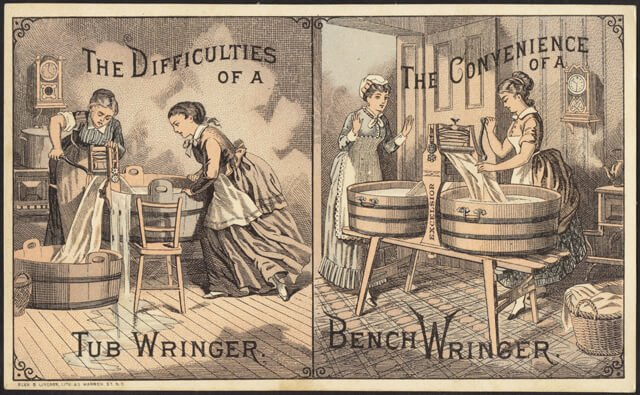 THE DIFFICULTIES
OF A
TUB WRINGER.
THE CONVENIENCE
OF A
EXCELSIOR
BENCH WRINGER.